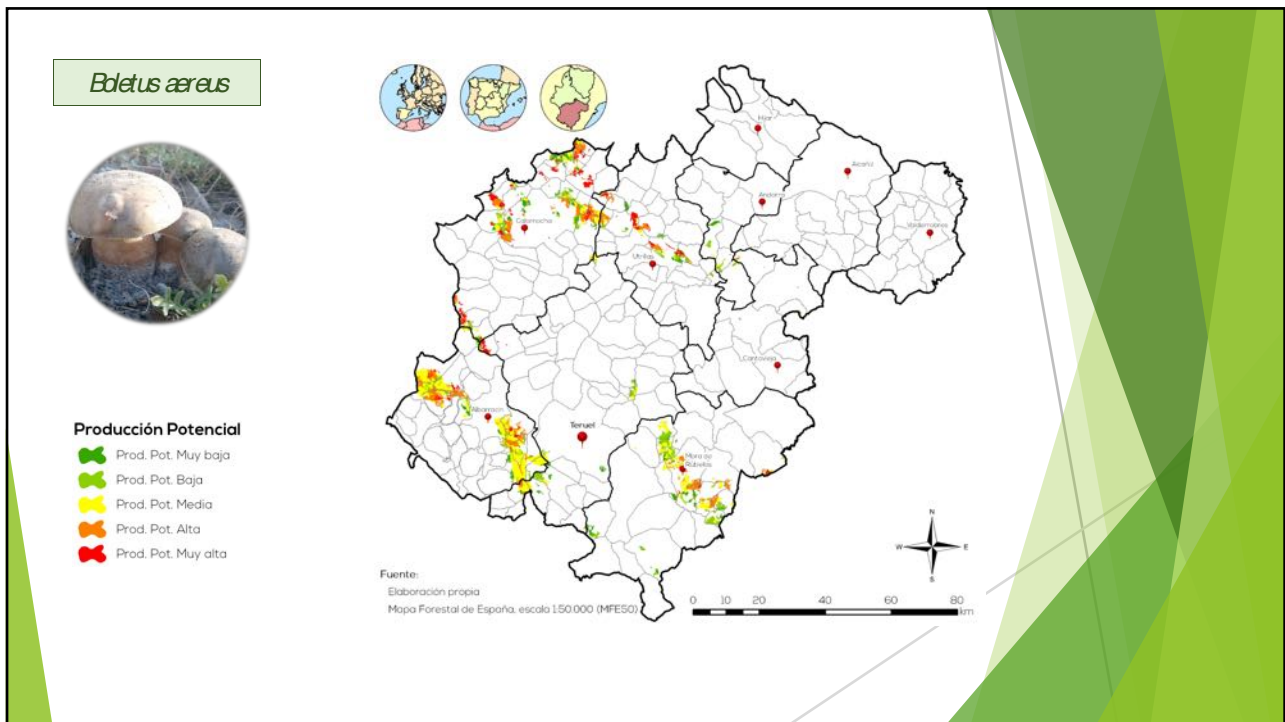 Boletus aereus
Híjar
Alcañiz
Andorra
Valderrobres
Calamocha
Utrillas
Cantavieja
Albarracín
Teruel
Mora de
Rubielos
Producción Potencial
Prod. Pot. Muy baja
Prod. Pot. Baja
Prod. Pot. Media
Prod. Pot. Alta
Prod. Pot. Muy alta
N
W
E
S
Fuente:
Elaboración propia
Mapa Forestal de España, escala 1:50.000 (MFE50)
0 10 20 40 60 80
km